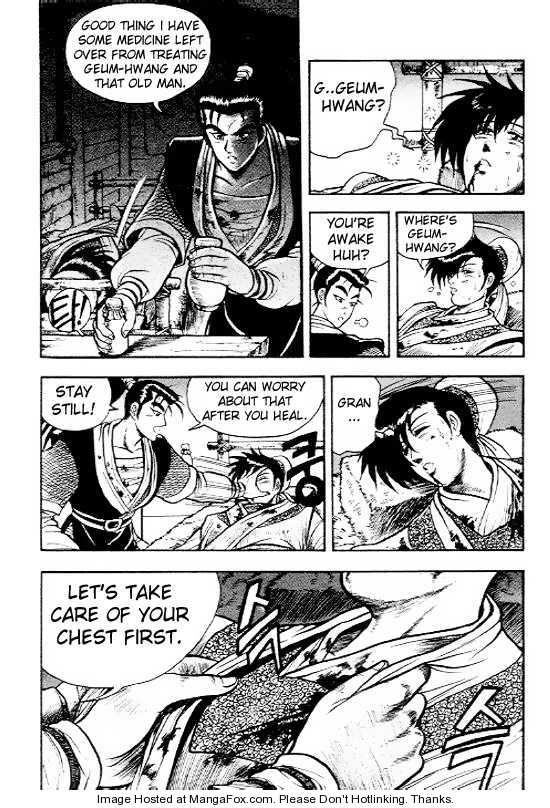 GOOD THING I HAVE
SOME MEDICINE LEFT
OVER FROM TREATING
GEUM-HWANG AND
THAT OLD MAN.
G..GEUM-
HWANG?
YOU'RE
AWAKE
HUH?
WHERE'S
GEUM-
HWANG?
STAY
STILL!
YOU CAN WORRY
ABOUT THAT
AFTER YOU HEAL.
GRAN
...
LET'S TAKE
CARE OF YOUR
CHEST FIRST.
Image Hosted at MangaFox.com. Please Don't Hotlinking. Thanks.